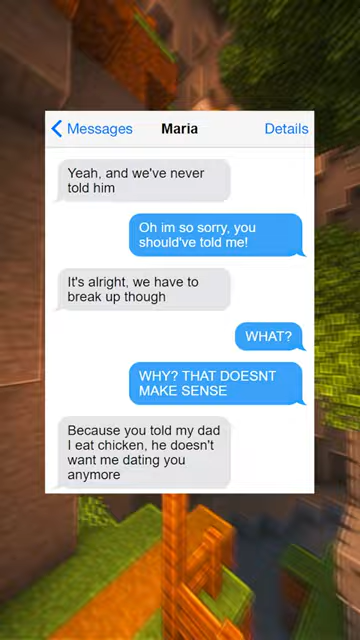 Messages Maria Details
Yeah, and we've never
told him
Oh im so sorry, you
should've told me!
It's alright, we have to
break up though
WHAT?
WHY? THAT DOESNT
MAKE SENSE
Because you told my dad
I eat chicken, he doesn't
want me dating you
anymore